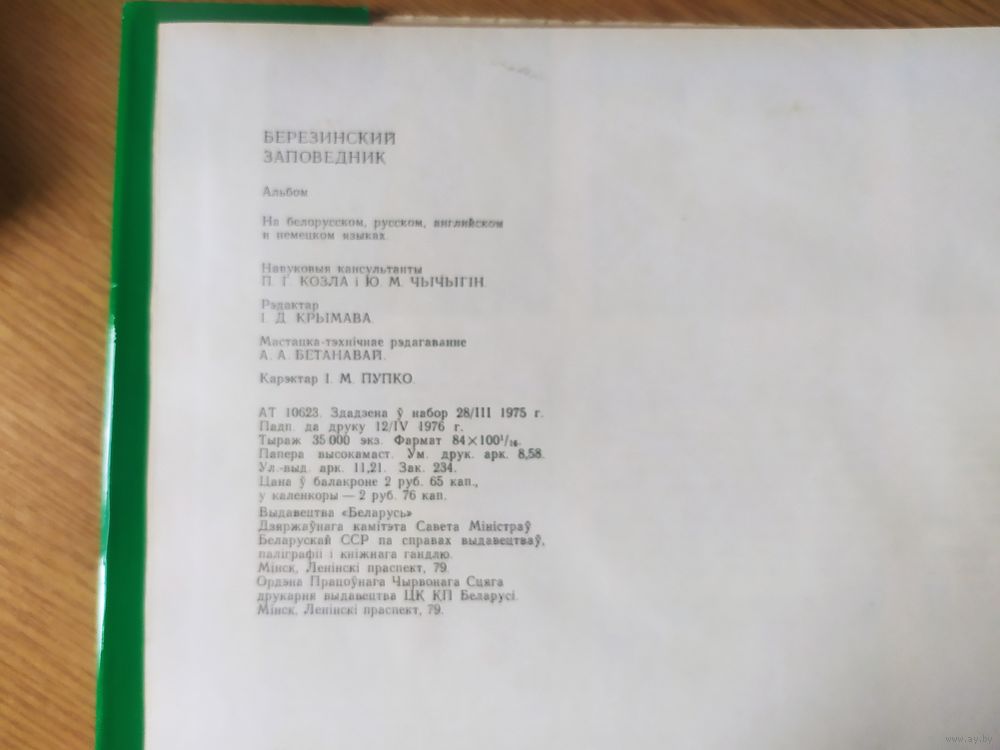 БЕРЕЗИНСКИЙ
ЗАПОВЕДНИК
Альбом
На белорусском, русском, английском
и немецком языках.
Навуковыя кансультанты
П. Г. КОЗЛА і Ю. М. ЧЫЧЫГІН.
Рэдактар
І. Д. КРЫМАВА.
Мастацка-тэхнічнае рэдагаванне
А. А. БЕТАНАВАЙ.
Карэктар І. М. ПУПКО.
АТ 10623. Здадзена ў набор 28/III 1975 г.
Падп. да друку 12/IV 1976 г.
Тыраж 35 000 экз. Фармат 84×100¹/₁₆.
Папера высокамаст. Ум. друк. арк. 8,58.
Ул.-выд. арк. 11,21. Зак. 234.
Цана ў балакроне 2 руб. 65 кап.,
у каленкоры — 2 руб. 76 кап.
Выдавецтва «Беларусь»
Дзяржаўнага камітэта Савета Міністраў
Беларускай ССР па справах выдавецтваў,
паліграфіі і кніжнага гандлю.
Мінск, Ленінскі праспект, 79.
Ордэна Працоўнага Чырвонага Сцяга
друкарня выдавецтва ЦК КП Беларусі.
Мінск, Ленінскі праспект, 79.
www.ay.by